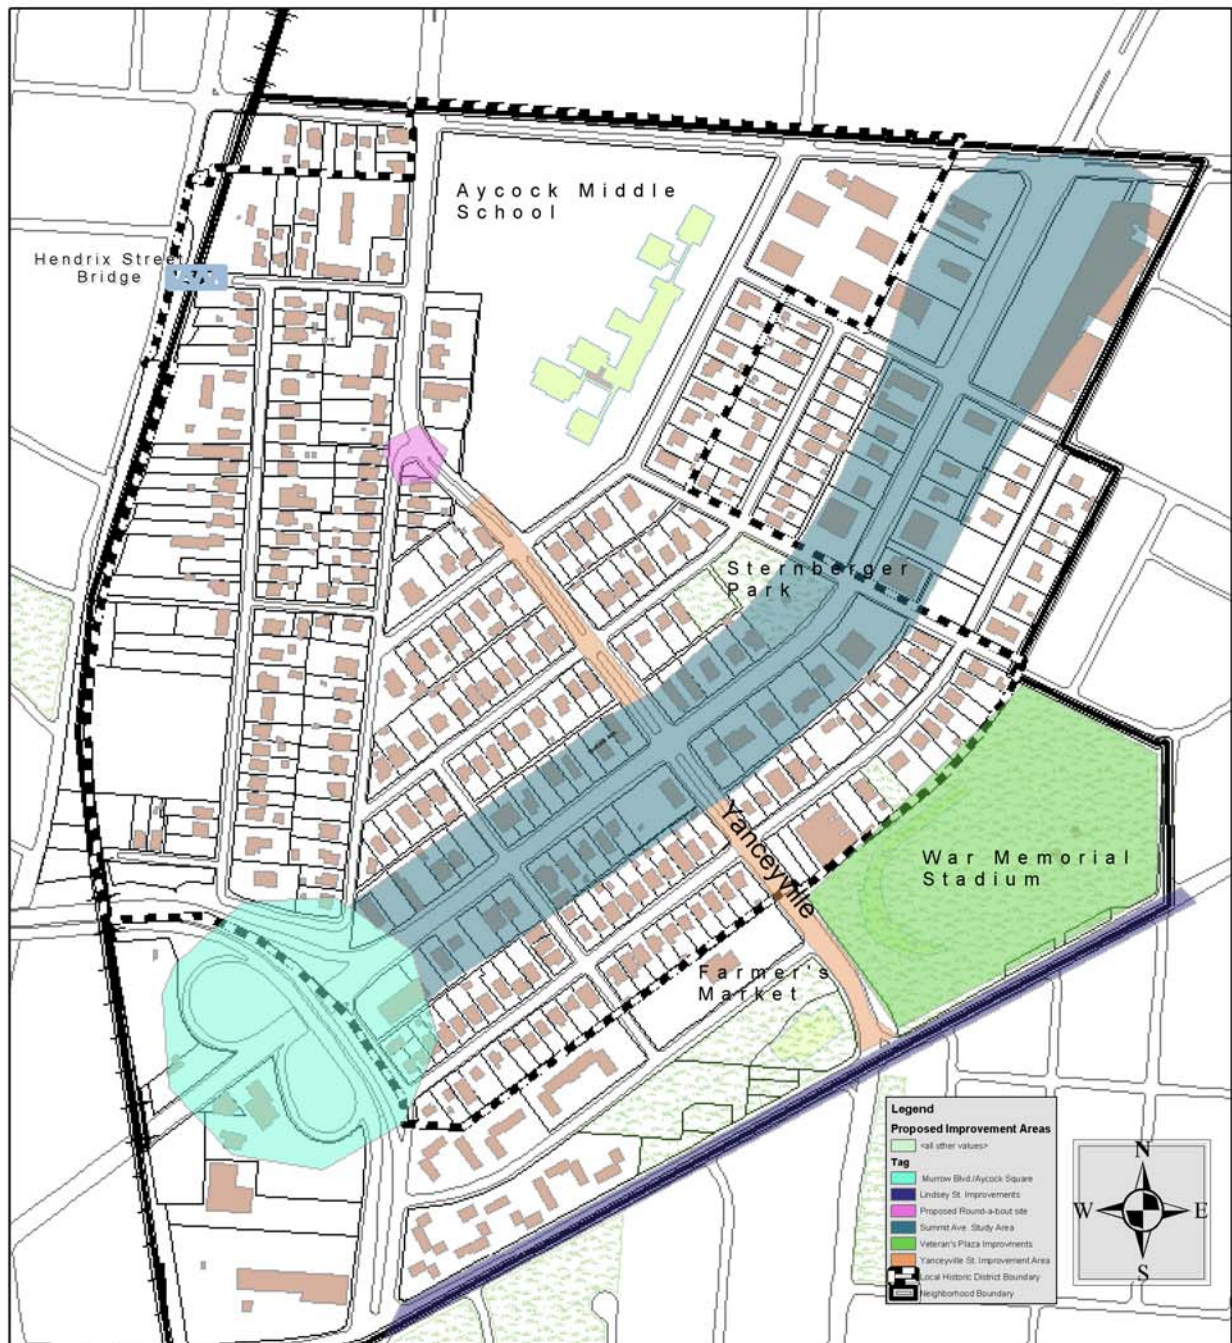 Aycock Middle
School
Hendrix Street
Bridge
Sternberger
Park
Yanceyville
War Memorial
Stadium
Farmer's
Market
Legend
Proposed Improvement Areas
<all other values>
Tag
Murrow Blvd./Aycock Square
Lindsey St. Improvements
Proposed Round-a-bout site
Summit Ave. Study Area
Veteran's Plaza Improvments
Yanceyville St. Improvement Area
Local Historic District Boundary
Neighborhood Boundary
N
W
E
S